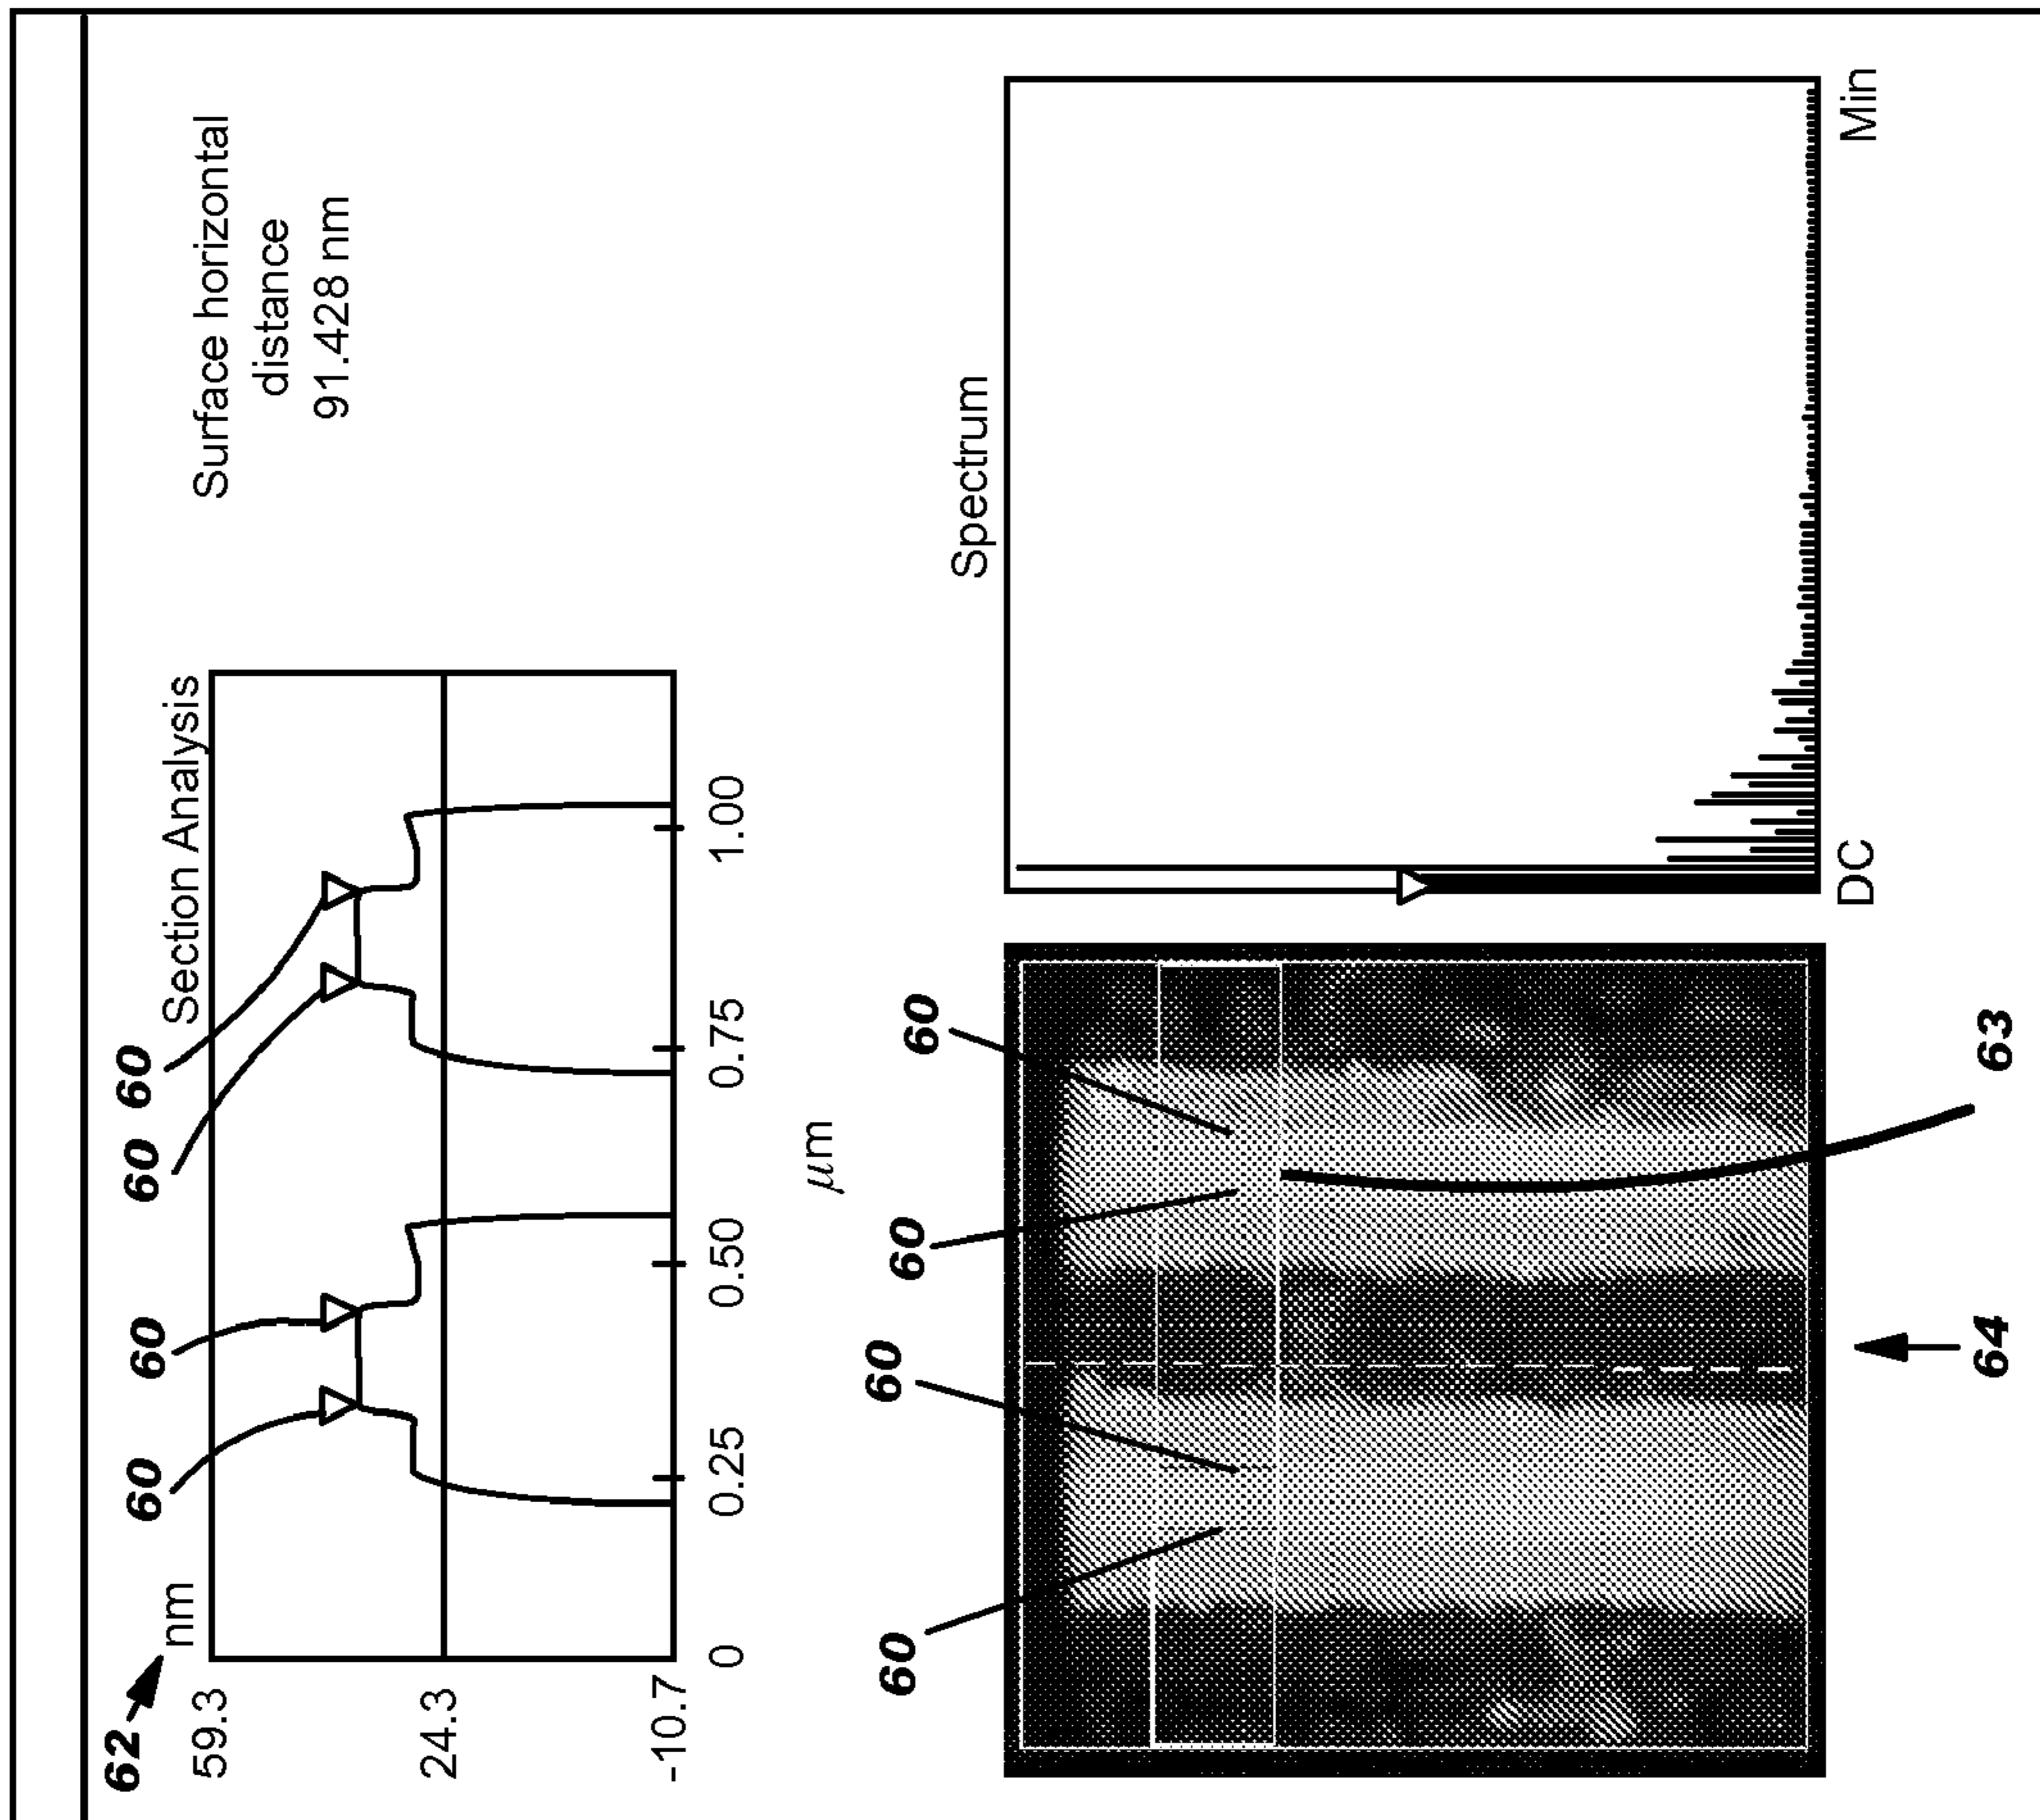 62
nm
Section Analysis
60
60
60
60
59.3
24.3
-10.7
0
0.25
0.50
0.75
1.00
μm
Surface horizontal
distance
91.428 nm
60
60
60
60
63
64
Spectrum
DC
Min